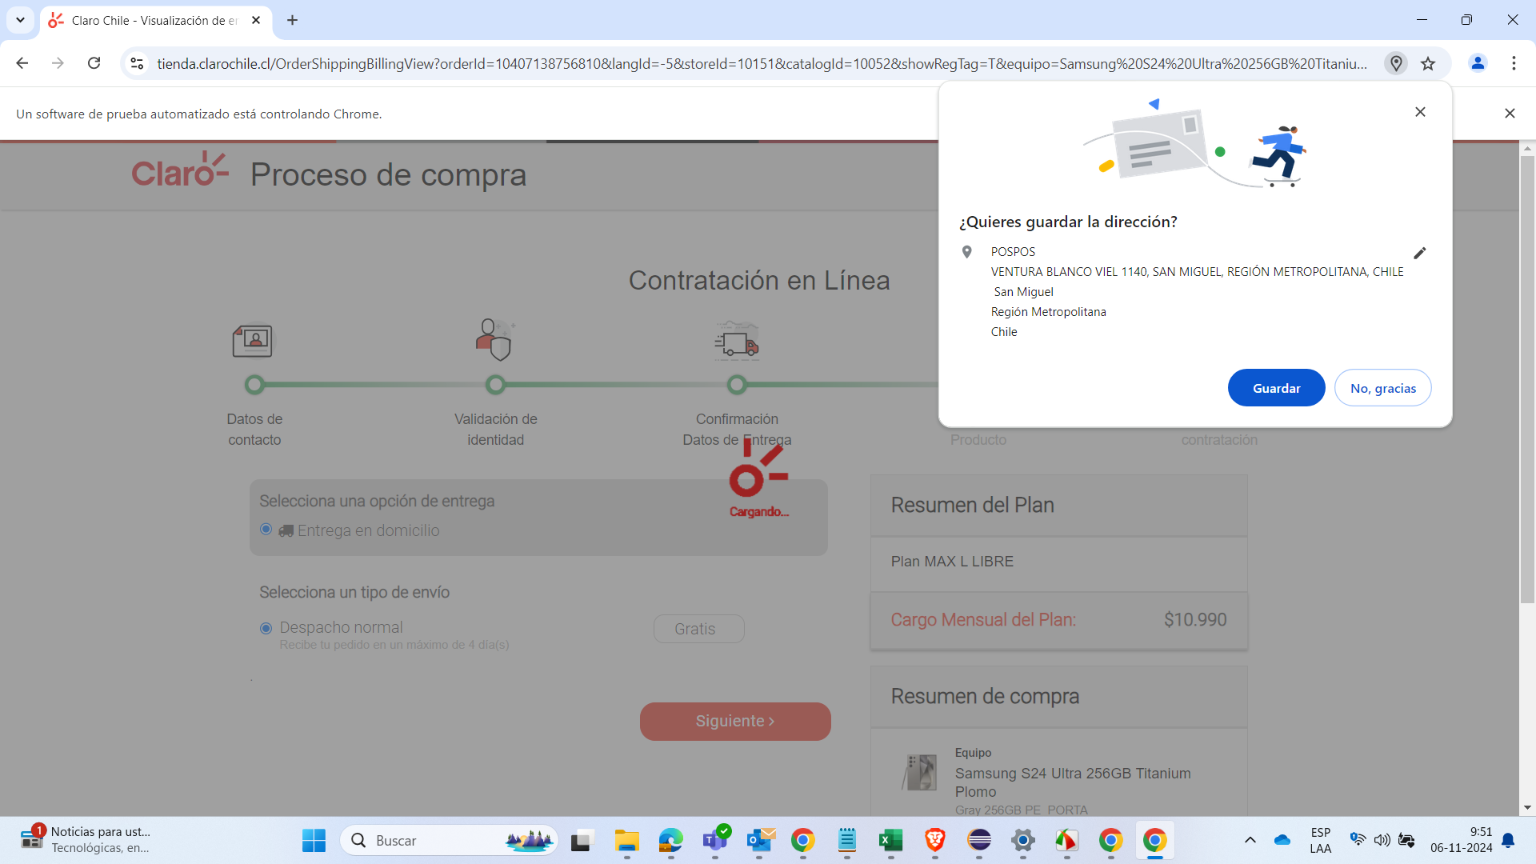 Claro Chile - Visualización de e
tienda.clarochile.cl/OrderShippingBillingView?orderId=10407138756810&langId=-5&storeId=10151&catalogId=10052&showRegTag=T&equipo=Samsung%20S24%20Ultra%20256GB%20Titaniu...
Un software de prueba automatizado está controlando Chrome.
Claro
Proceso de compra
¿Quieres guardar la dirección?
POSPOS
VENTURA BLANCO VIEL 1140, SAN MIGUEL, REGIÓN METROPOLITANA, CHILE
San Miguel
Región Metropolitana
Chile
Guardar
No, gracias
Contratación en Línea
Datos de
contacto
Validación de
identidad
Confirmación
Datos de Entrega
Producto
contratación
Cargando...
Selecciona una opción de entrega
Entrega en domicilio
Selecciona un tipo de envío
Despacho normal
Recibe tu pedido en un máximo de 4 día(s)
Gratis
.
Siguiente ›
Resumen del Plan
Plan MAX L LIBRE
Cargo Mensual del Plan: $10.990
Resumen de compra
Equipo
Samsung S24 Ultra 256GB Titanium
Plomo
Gray 256GB PE_PORTA
1
Noticias para ust...
Tecnológicas, en...
Buscar
ESP
LAA
9:51
06-11-2024